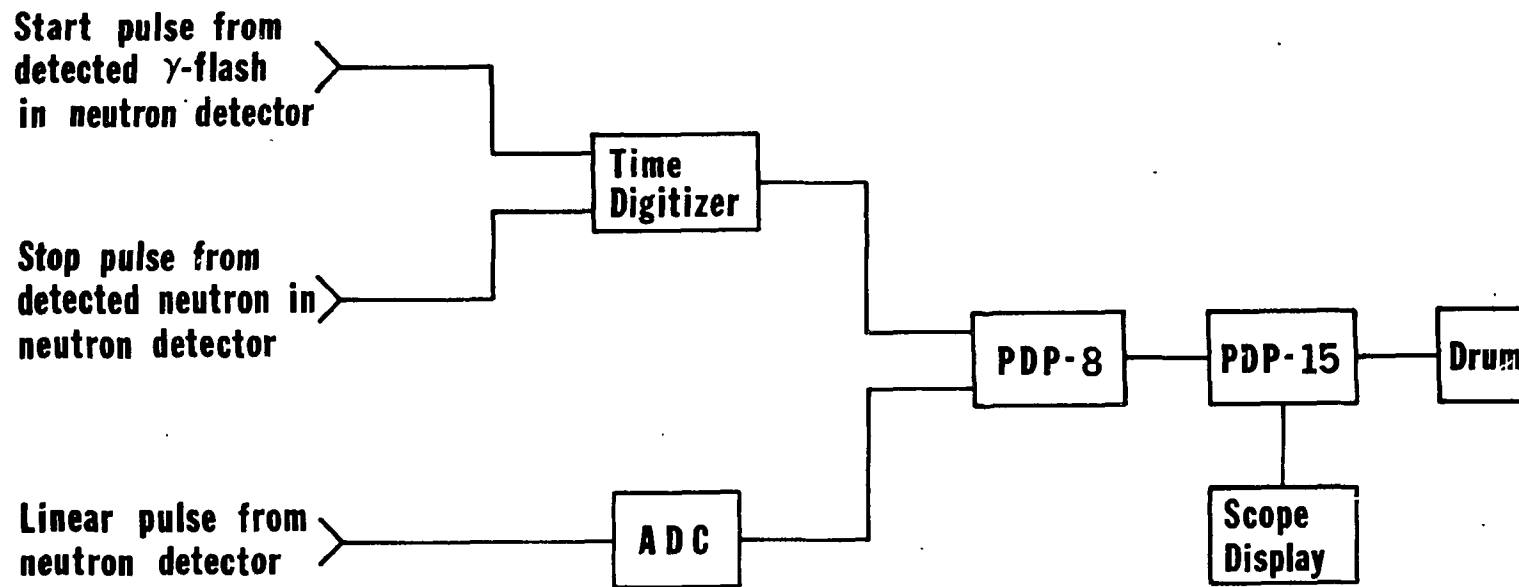 Start pulse from
detected γ-flash
in neutron detector
Time
Digitizer
Stop pulse from
detected neutron in
neutron detector
PDP-8
PDP-15
Drum
Linear pulse from
neutron detector
ADC
Scope
Display